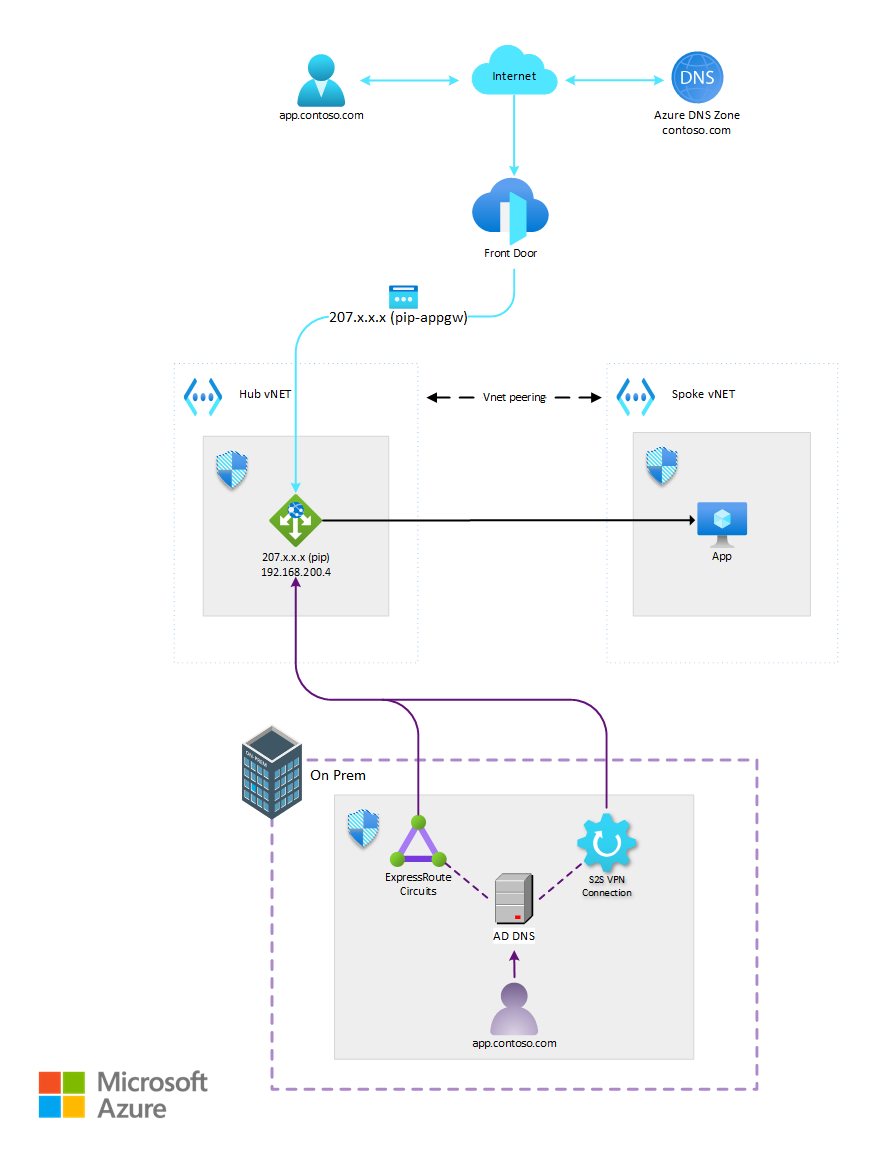 Internet
DNS
app.contoso.com
Azure DNS Zone
contoso.com
Front Door
207.x.x.x (pip-appgw)
Hub vNET
Vnet peering
Spoke vNET
207.x.x.x (pip)
192.168.200.4
App
On Prem
ExpressRoute
Circuits
S2S VPN
Connection
AD DNS
app.contoso.com
Microsoft
Azure